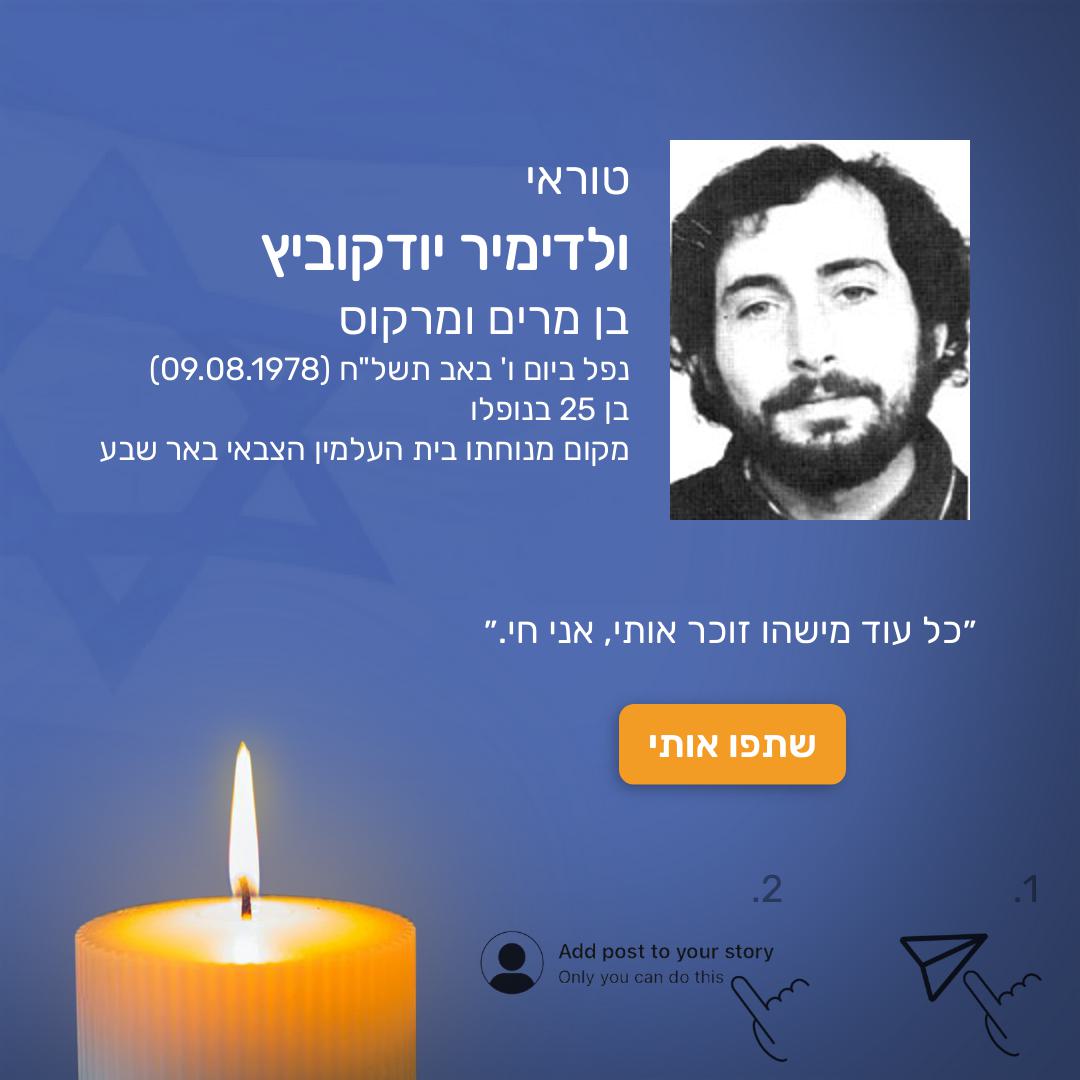 טוראי
ולדימיר יודקוביץ
בן מרים ומרקוס
נפל ביום ו' באב תשל"ח (09.08.1978)
בן 25 בנופלו
מקום מנוחתו בית העלמין הצבאי באר שבע
״כל עוד מישהו זוכר אותי, אני חי.״
שתפו אותי
1.
2.
Add post to your story
Only you can do this